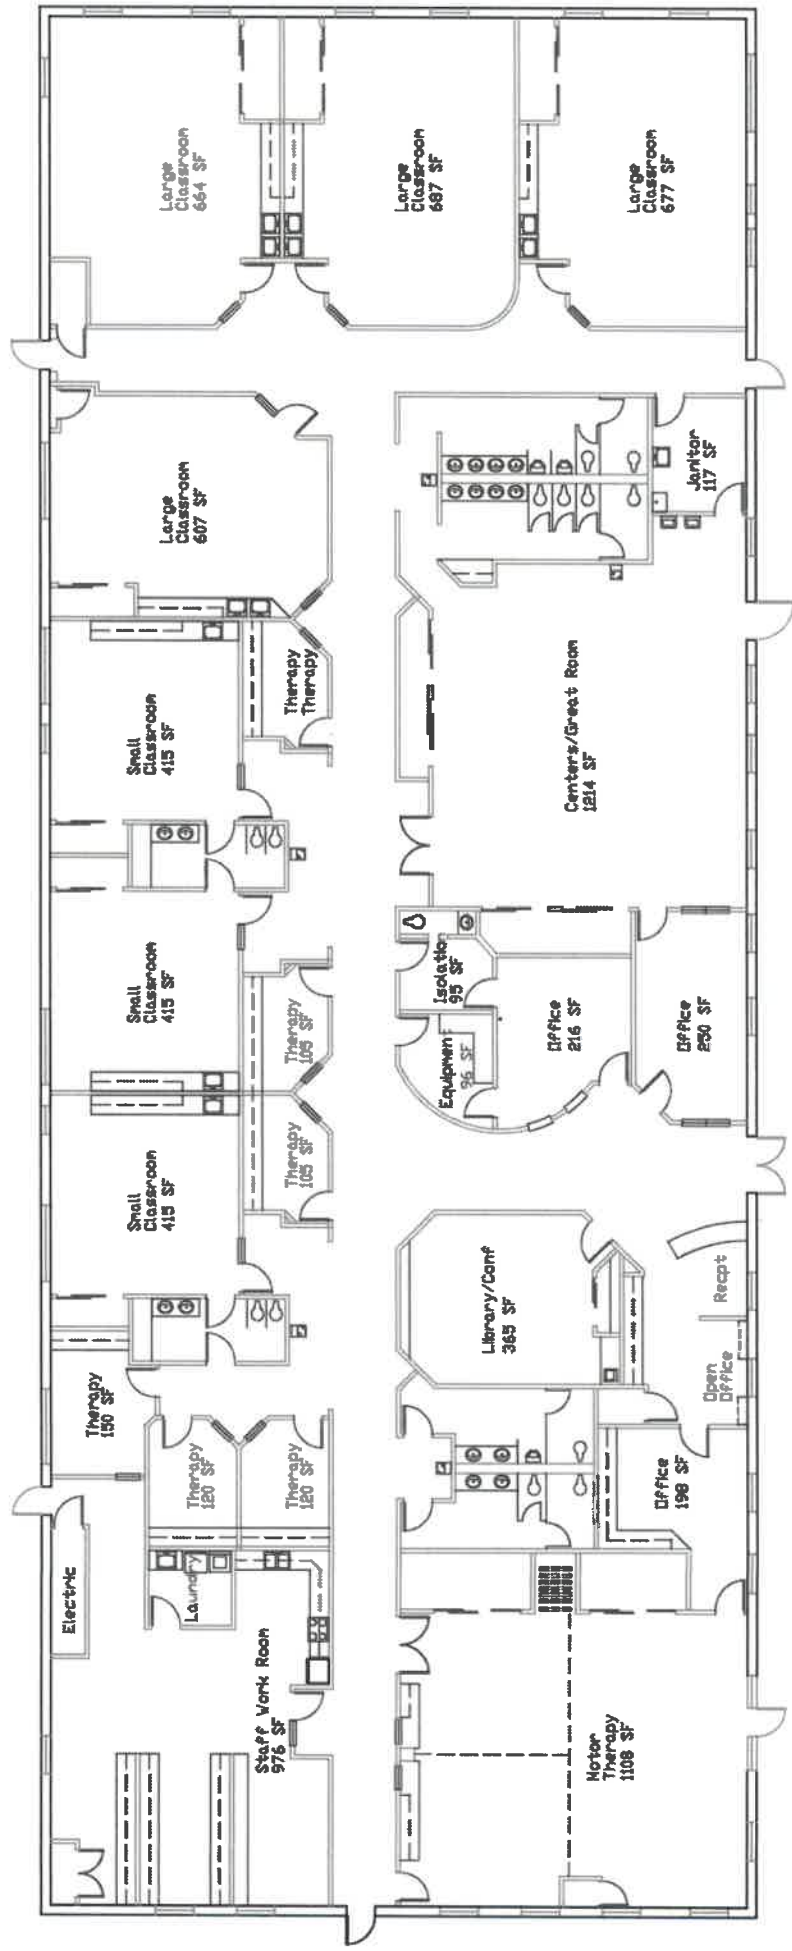 Electric
Therapy
150 SF
Small
Classroom
415 SF
Small
Classroom
415 SF
Small
Classroom
415 SF
Large
Classroom
607 SF
Large
Classroom
664 SF
Laundry
Therapy
120 SF
Staff Work Room
976 SF
Therapy
120 SF
Therapy
105 SF
Therapy
105 SF
Therapy
Therapy
Large
Classroom
687 SF
Equipment
96 SF
Isolation
95 SF
Library/Conf
365 SF
Office
216 SF
Centers/Great Room
1214 SF
Motor
Therapy
1108 SF
Office
198 SF
Open
Office
Recpt
Office
250 SF
Janitor
117 SF
Large
Classroom
677 SF